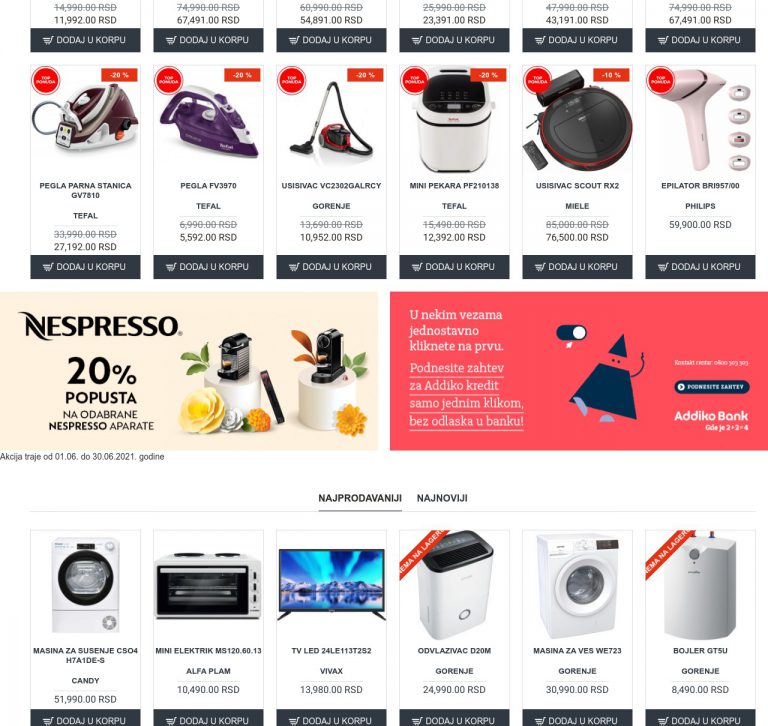 14,990.00 RSD
11,992.00 RSD
DODAJ U KORPU
74,990.00 RSD
67,491.00 RSD
DODAJ U KORPU
60,990.00 RSD
54,891.00 RSD
DODAJ U KORPU
25,990.00 RSD
23,391.00 RSD
DODAJ U KORPU
47,990.00 RSD
43,191.00 RSD
DODAJ U KORPU
74,990.00 RSD
67,491.00 RSD
DODAJ U KORPU
TOP
PONUDA
-20 %
PEGLA PARNA STANICA
GV7810
TEFAL
33,990.00 RSD
27,192.00 RSD
DODAJ U KORPU
TOP
PONUDA
-20 %
PEGLA FV3970
TEFAL
6,990.00 RSD
5,592.00 RSD
DODAJ U KORPU
TOP
PONUDA
-20 %
USISIVAC VC2302GALRCY
GORENJE
13,690.00 RSD
10,952.00 RSD
DODAJ U KORPU
TOP
PONUDA
-20 %
MINI PEKARA PF210138
TEFAL
15,490.00 RSD
12,392.00 RSD
DODAJ U KORPU
TOP
PONUDA
-10 %
USISIVAC SCOUT RX2
MIELE
85,000.00 RSD
76,500.00 RSD
DODAJ U KORPU
TOP
PONUDA
EPILATOR BRI957/00
PHILIPS
59,900.00 RSD
DODAJ U KORPU
NESPRESSO
20%
POPUSTA
NA ODABRANE
NESPRESSO APARATE
U nekim vezama
jednostavno
kliknete na prvu.
Podnesite zahtev
za Addiko kredit
samo jednim klikom,
bez odlaska u banku!
Kontakt centar: 0800 303 303
PODNESITE ZAHTEV
Addiko Bank
Gde je 2+2=4
Akcija traje od 01.06. do 30.06.2021. godine
NAJPRODAVANIJI NAJNOVIJI
MASINA ZA SUSENJE CSO4
H7A1DE-S
CANDY
51,990.00 RSD
DODAJ U KORPU
MINI ELEKTRIK MS120.60.13
ALFA PLAM
10,490.00 RSD
DODAJ U KORPU
TV LED 24LE113T2S2
VIVAX
13,980.00 RSD
DODAJ U KORPU
NEMA NA LAGERU
ODVLAZIVAC D20M
GORENJE
24,990.00 RSD
DODAJ U KORPU
MASINA ZA VES WE723
GORENJE
30,990.00 RSD
DODAJ U KORPU
NEMA NA LAGERU
BOJLER GT5U
GORENJE
8,490.00 RSD
DODAJ U KORPU